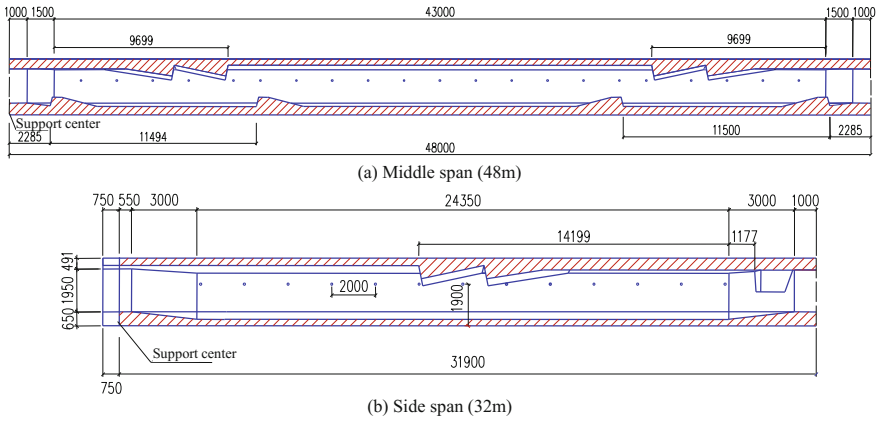 1000 1500 43000 1500 1000
9699 9699
Support center
2285 11494 11500 2285
48000
(a) Middle span (48m)
750 550 3000 24350 3000 1000
14199 1177
491
1950
650
2000
1900
Support center
31900
750
(b) Side span (32m)